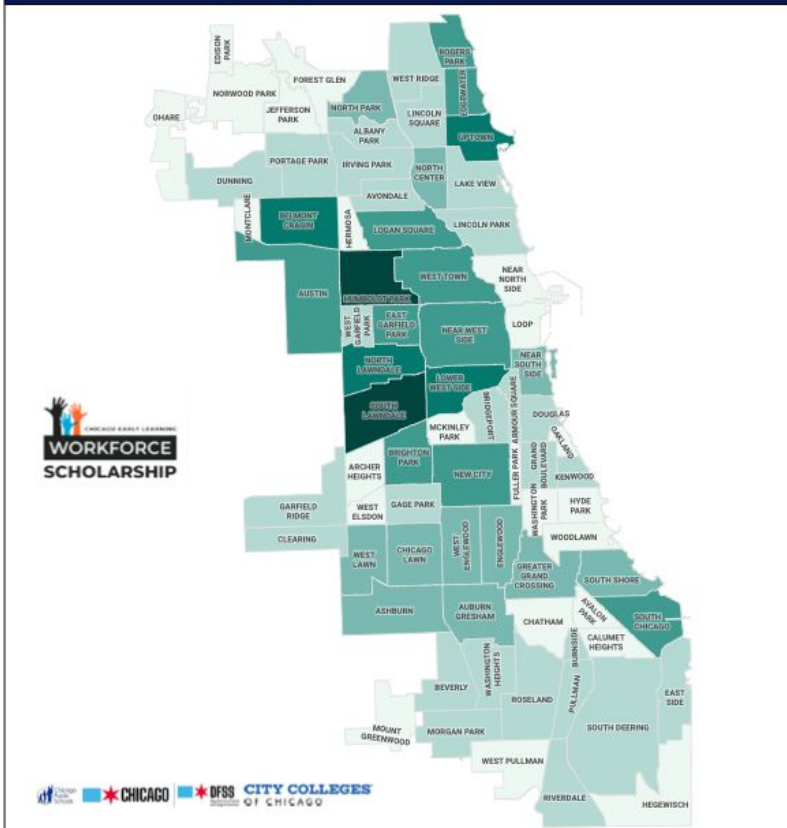 EDISON
PARK
NORWOOD PARK
FOREST GLEN
JEFFERSON
PARK
OHARE
WEST RIDGE
ROGERS
PARK
EDGEWATER
NORTH PARK
LINCOLN
SQUARE
ALBANY
PARK
UPTOWN
PORTAGE PARK
IRVING PARK
NORTH
CENTER
LAKE VIEW
DUNNING
AVONDALE
MONTCLARE
BELMONT
CRAGIN
HERMOSA
LOGAN SQUARE
LINCOLN PARK
AUSTIN
HUMBOLDT PARK
WEST TOWN
NEAR
NORTH
SIDE
WEST
GARFIELD
PARK
EAST
GARFIELD
PARK
NEAR WEST
SIDE
LOOP
NORTH
LAWNDALE
LOWER
WEST SIDE
NEAR
SOUTH
SIDE
SOUTH
LAWNDALE
MCKINLEY
PARK
BRIDGEPORT
ARMOUR SQUARE
DOUGLAS
OAKLAND
ARCHER
HEIGHTS
BRIGHTON
PARK
NEW CITY
FULLER PARK
GRAND
BOULEVARD
KENWOOD
GARFIELD
RIDGE
WEST
ELSDON
GAGE PARK
WASHINGTON
PARK
HYDE
PARK
CLEARING
WEST
LAWN
CHICAGO
LAWN
WEST
ENGLEWOOD
ENGLEWOOD
WOODLAWN
GREATER
GRAND
CROSSING
SOUTH SHORE
ASHBURN
AUBURN
GRESHAM
CHATHAM
AVALON
PARK
SOUTH
CHICAGO
CALUMET
HEIGHTS
BURNSIDE
BEVERLY
WASHINGTON
HEIGHTS
ROSELAND
PULLMAN
EAST
SIDE
SOUTH DEERING
MOUNT
GREENWOOD
MORGAN PARK
WEST PULLMAN
RIVERDALE
HEGEWISCH
CHICAGO EARLY LEARNING
WORKFORCE
SCHOLARSHIP
Chicago
Public
Schools
CHICAGO
DFSS
CITY COLLEGES
OF CHICAGO